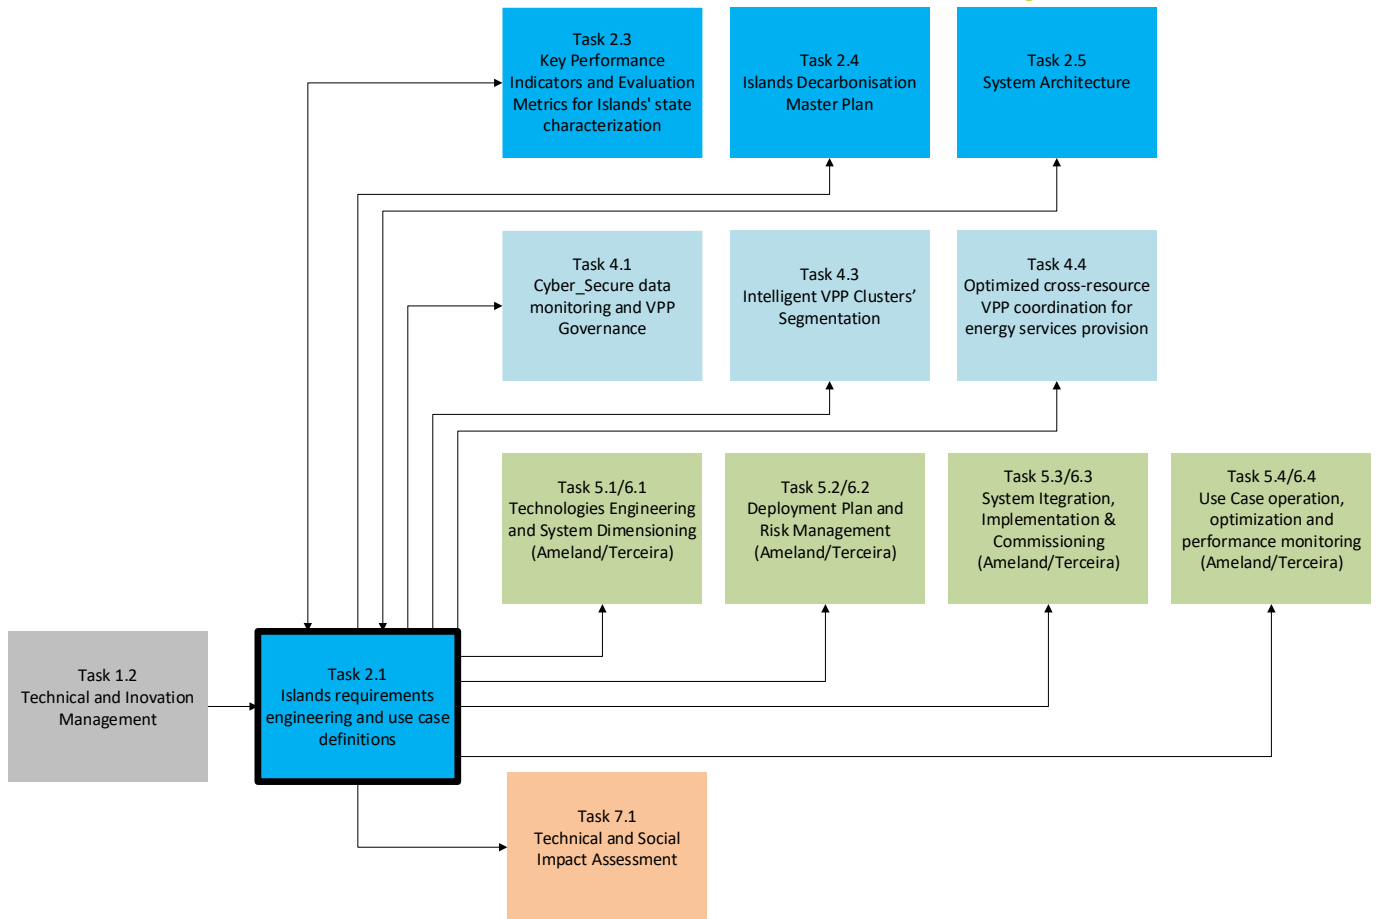 Task 2.3
Key Performance
Indicators and Evaluation
Metrics for Islands' state
characterization
Task 2.4
Islands Decarbonisation
Master Plan
Task 2.5
System Architecture
Task 4.1
Cyber_Secure data
monitoring and VPP
Governance
Task 4.3
Intelligent VPP Clusters’
Segmentation
Task 4.4
Optimized cross-resource
VPP coordination for
energy services provision
Task 5.1/6.1
Technologies Engineering
and System Dimensioning
(Ameland/Terceira)
Task 5.2/6.2
Deployment Plan and
Risk Management
(Ameland/Terceira)
Task 5.3/6.3
System Itegration,
Implementation &
Commissioning
(Ameland/Terceira)
Task 5.4/6.4
Use Case operation,
optimization and
performance monitoring
(Ameland/Terceira)
Task 1.2
Technical and Inovation
Management
Task 2.1
Islands requirements
engineering and use case
definitions
Task 7.1
Technical and Social
Impact Assessment